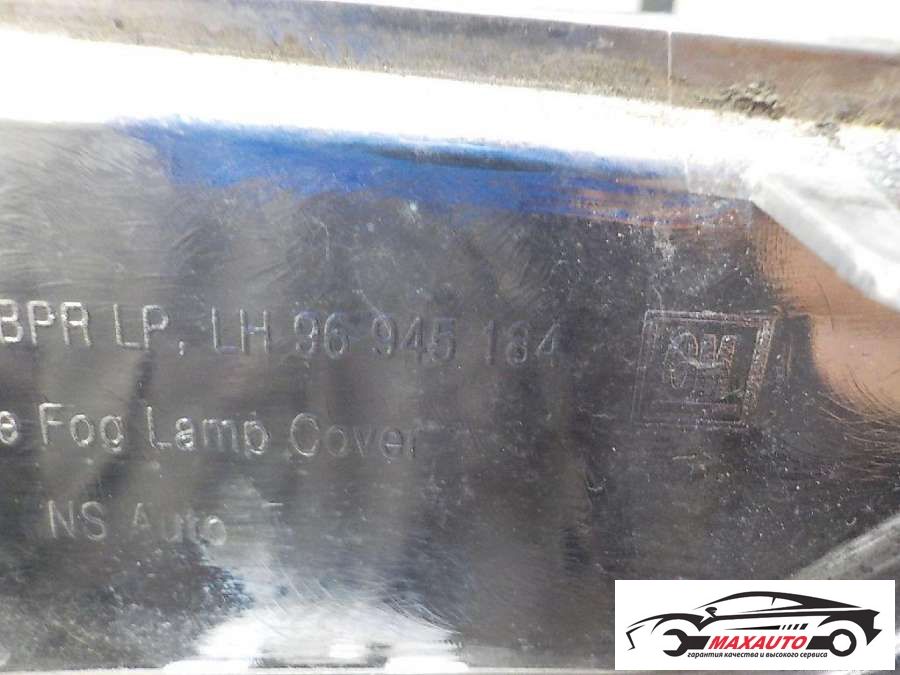 BPR LP, LH 96 945 184
Fog Lamp Cover
NS Auto
GM
MAXAUTO
гарантия качества и высокого сервиса